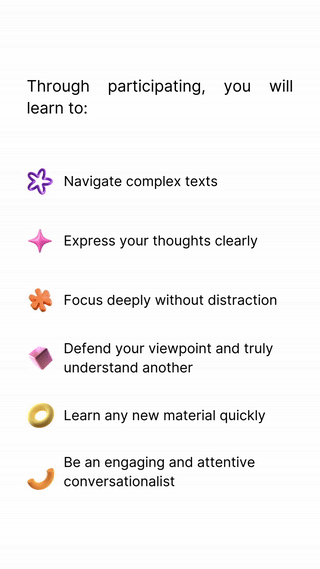 Through participating, you will
learn to:
Navigate complex texts
Express your thoughts clearly
Focus deeply without distraction
Defend your viewpoint and truly
understand another
Learn any new material quickly
Be an engaging and attentive
conversationalist